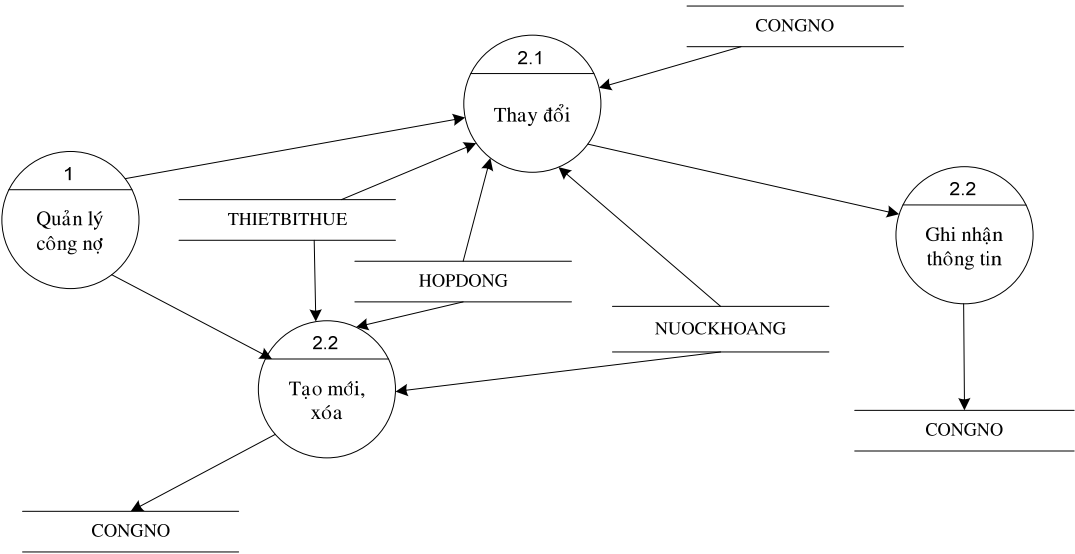 CONGNO
2.1
Thay đổi
1
Quản lý
công nợ
2.2
Ghi nhận
thông tin
THIETBITHUE
HOPDONG
NUOCKHOANG
2.2
Tạo mới,
xóa
CONGNO
CONGNO